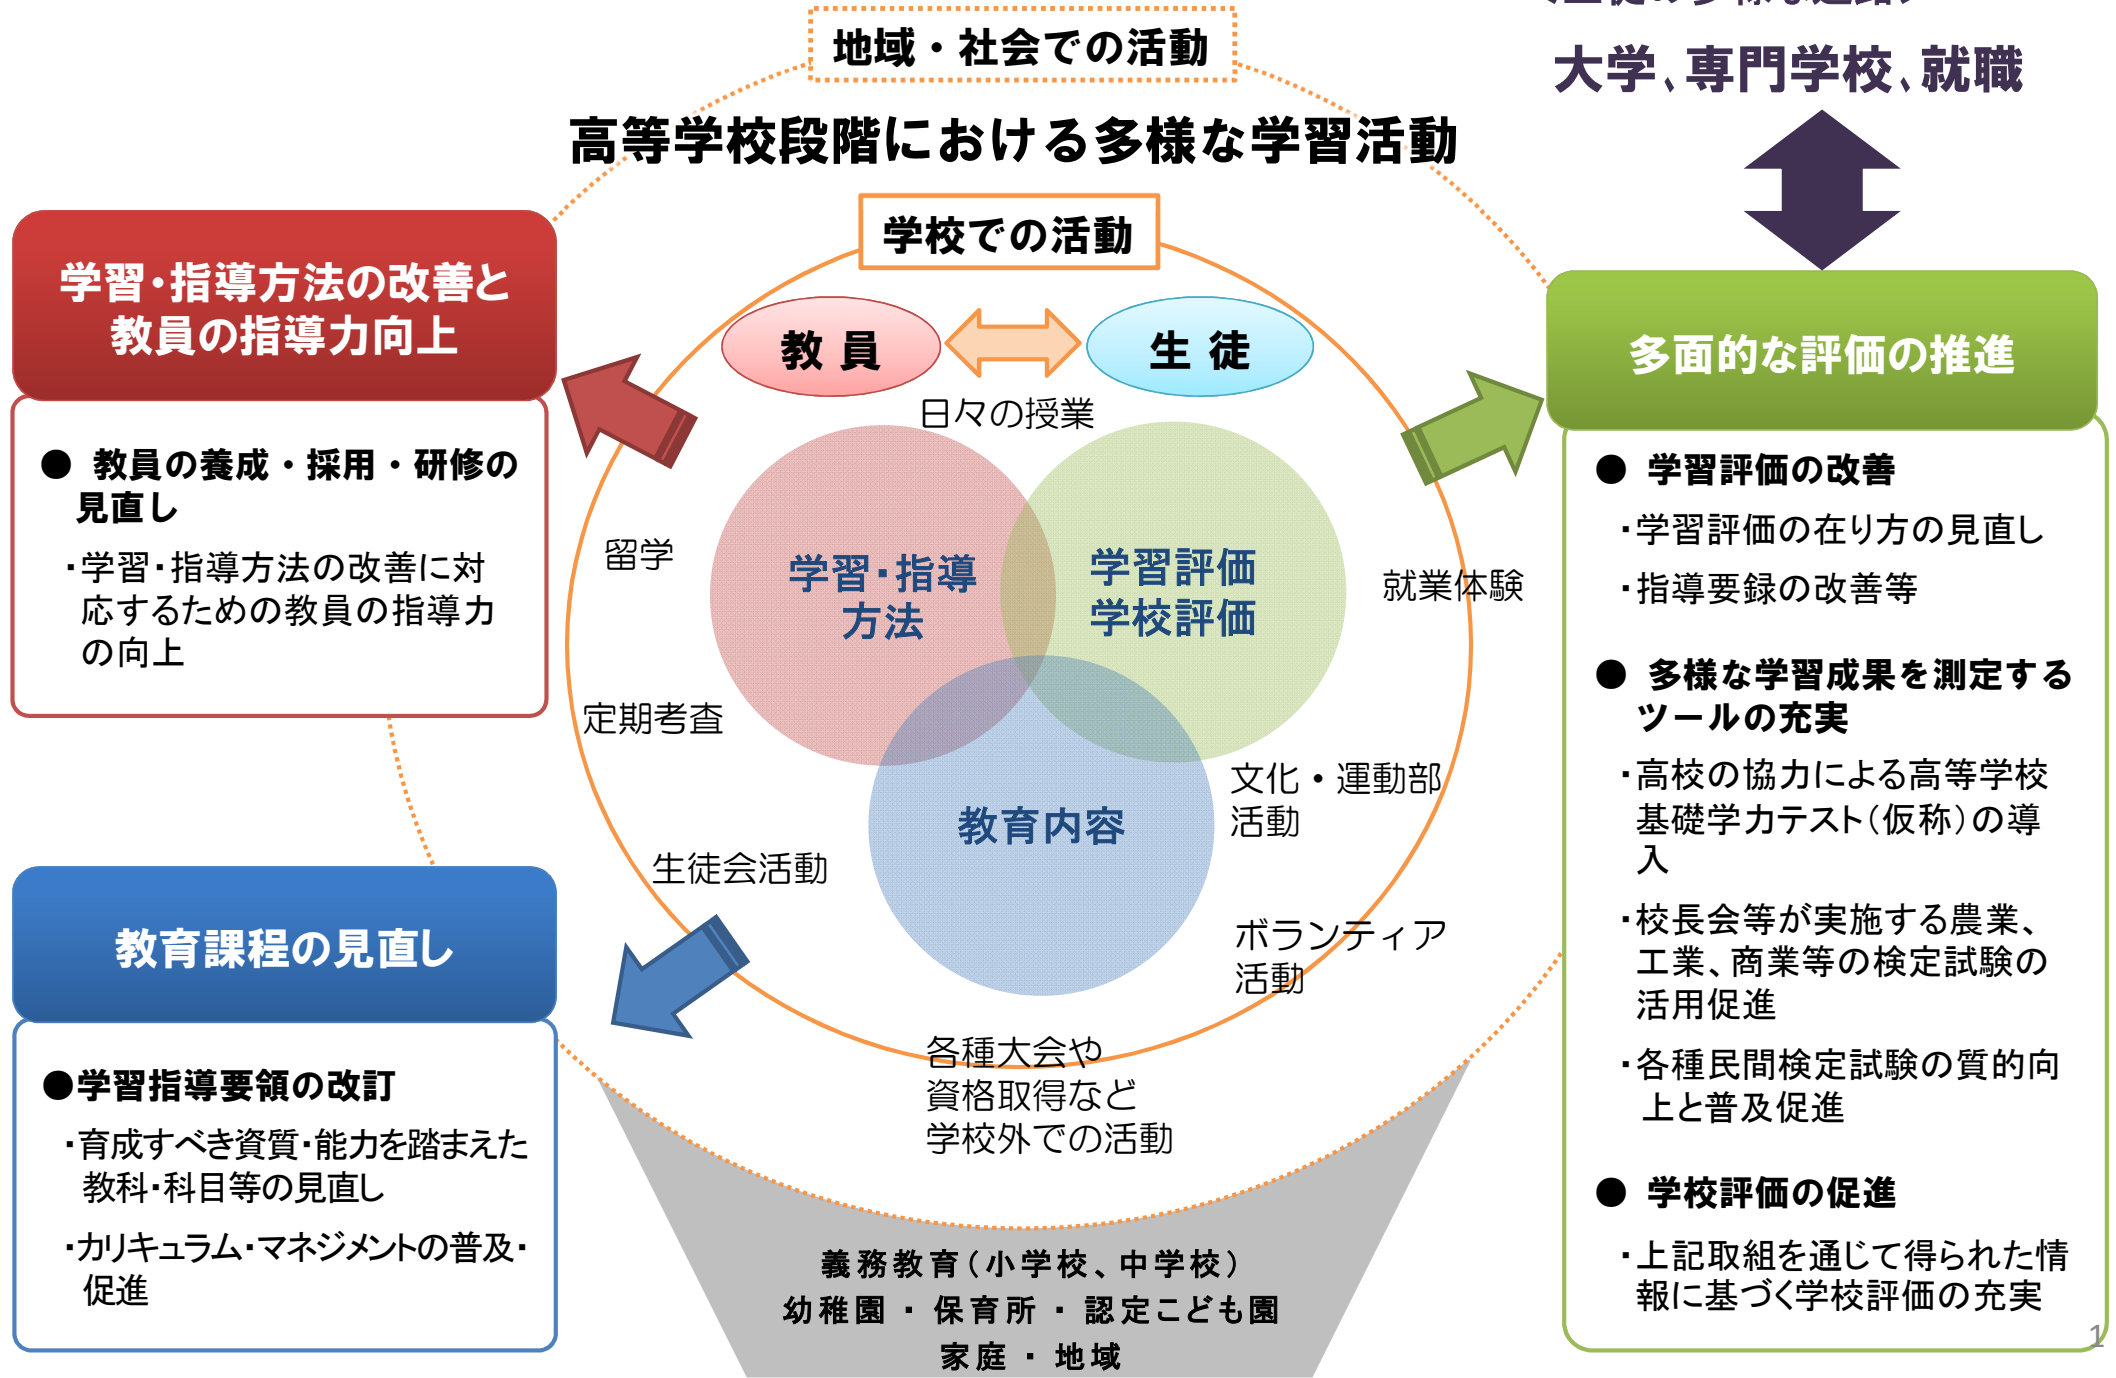 地域・社会での活動
大学、専門学校、就職
高等学校段階における多様な学習活動
学校での活動
教員
生徒
日々の授業
学習・指導方法の改善と
教員の指導力向上
● 教員の養成・採用・研修の
見直し
・学習・指導方法の改善に対
応するための教員の指導力
の向上
留学
定期考査
生徒会活動
学習・指導
方法
学習評価
学校評価
教育内容
就業体験
文化・運動部
活動
ボランティア
活動
各種大会や
資格取得など
学校外での活動
教育課程の見直し
●学習指導要領の改訂
・育成すべき資質・能力を踏まえた
教科・科目等の見直し
・カリキュラム・マネジメントの普及・
促進
多面的な評価の推進
● 学習評価の改善
・学習評価の在り方の見直し
・指導要録の改善等
● 多様な学習成果を測定する
ツールの充実
・高校の協力による高等学校
基礎学力テスト（仮称）の導
入
・校長会等が実施する農業、
工業、商業等の検定試験の
活用促進
・各種民間検定試験の質的向
上と普及促進
● 学校評価の促進
・上記取組を通じて得られた情
報に基づく学校評価の充実
義務教育（小学校、中学校）
幼稚園・保育所・認定こども園
家庭・地域
1